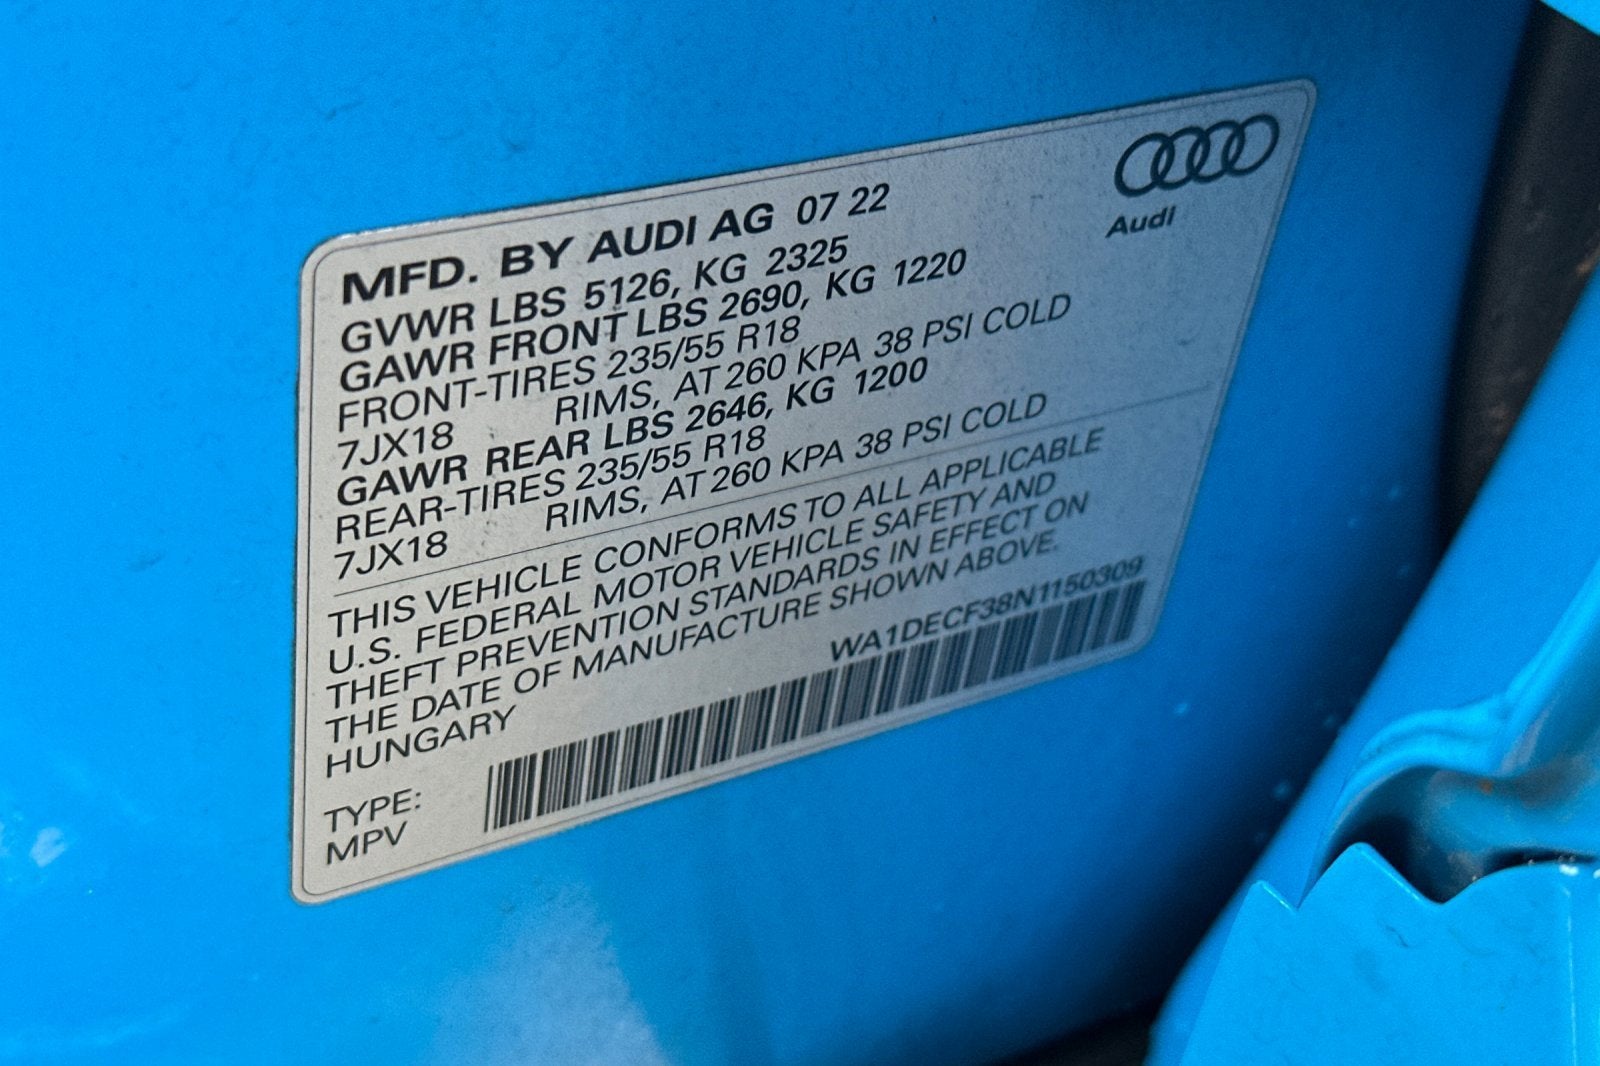 MFD. BY AUDI AG 07 22
GVWR LBS 5126, KG 2325
GAWR FRONT LBS 2690, KG 1220
FRONT-TIRES 235/55 R18
7JX18 RIMS, AT 260 KPA 38 PSI COLD
GAWR REAR LBS 2646, KG 1200
REAR-TIRES 235/55 R18
7JX18 RIMS, AT 260 KPA 38 PSI COLD
THIS VEHICLE CONFORMS TO ALL APPLICABLE
U.S. FEDERAL MOTOR VEHICLE SAFETY AND
THEFT PREVENTION STANDARDS IN EFFECT ON
THE DATE OF MANUFACTURE SHOWN ABOVE.
HUNGARY
WA1DECF38N1150309
TYPE:
MPV
Audi